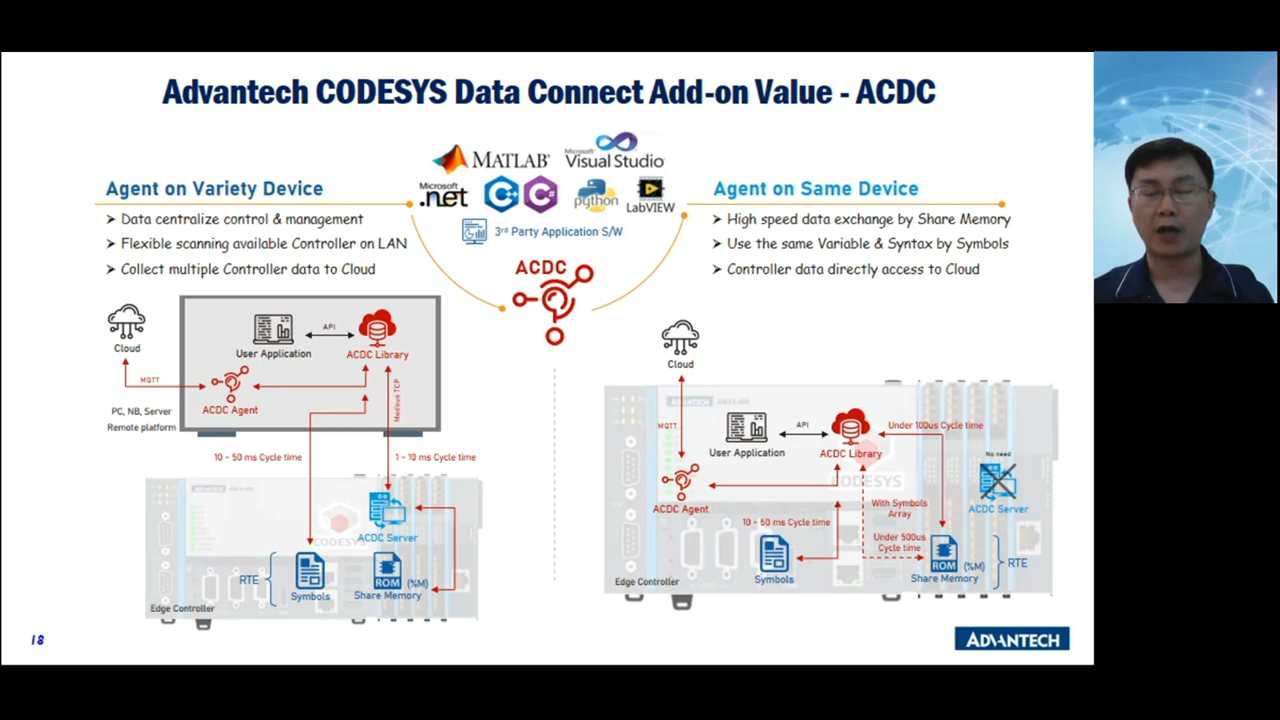 Advantech CODESYS Data Connect Add-on Value - ACDC
MATLAB
Microsoft
Visual Studio
Microsoft
.net
C++
C#
python
LabVIEW
3rd Party Application S/W
ACDC
Agent on Variety Device
➤ Data centralize control & management
➤ Flexible scanning available Controller on LAN
➤ Collect multiple Controller data to Cloud
Agent on Same Device
➤ High speed data exchange by Share Memory
➤ Use the same Variable & Syntax by Symbols
➤ Controller data directly access to Cloud
Cloud
MQTT
User Application
API
ACDC Library
ACDC Agent
Modbus TCP
PC, NB, Server
Remote platform
10 ~ 50 ms Cycle time
1 ~ 10 ms Cycle time
ADVANTECH
CODESYS
ACDC Server
RTE
Symbols
ROM
(%M)
Share Memory
Edge Controller
Cloud
MQTT
ADVANTECH
User Application
API
ACDC Library
Under 100us Cycle time
CODESYS
No need
ACDC Server
ACDC Agent
With Symbols
Array
10 ~ 50 ms Cycle time
Under 500us
Cycle time
Symbols
ROM
(%M)
Share Memory
RTE
Edge Controller
18
ADVANTECH